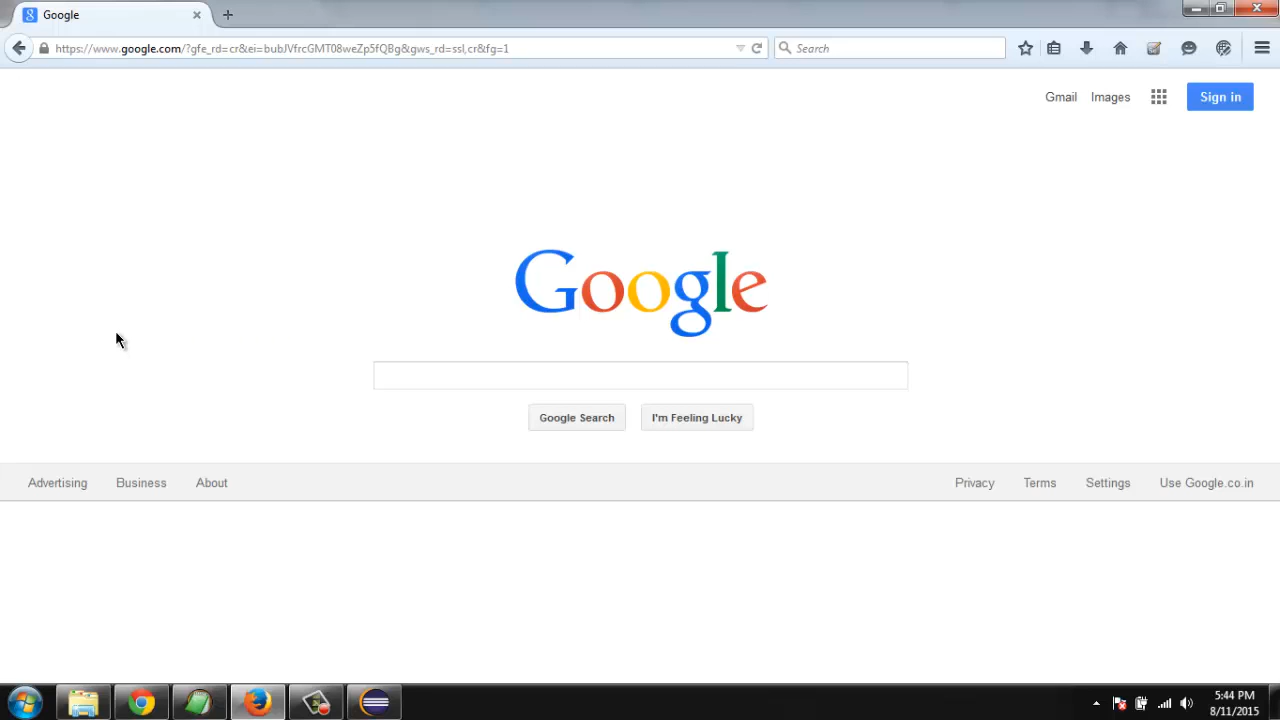 Google
https://www.google.com/?gfe_rd=cr&ei=bubJVfrcGMT08weZp5fQBg&gws_rd=ssl,cr&fg=1
Search
Gmail Images Sign in
Google
Google Search I'm Feeling Lucky
Advertising Business About Privacy Terms Settings Use Google.co.in
5:44 PM
8/11/2015